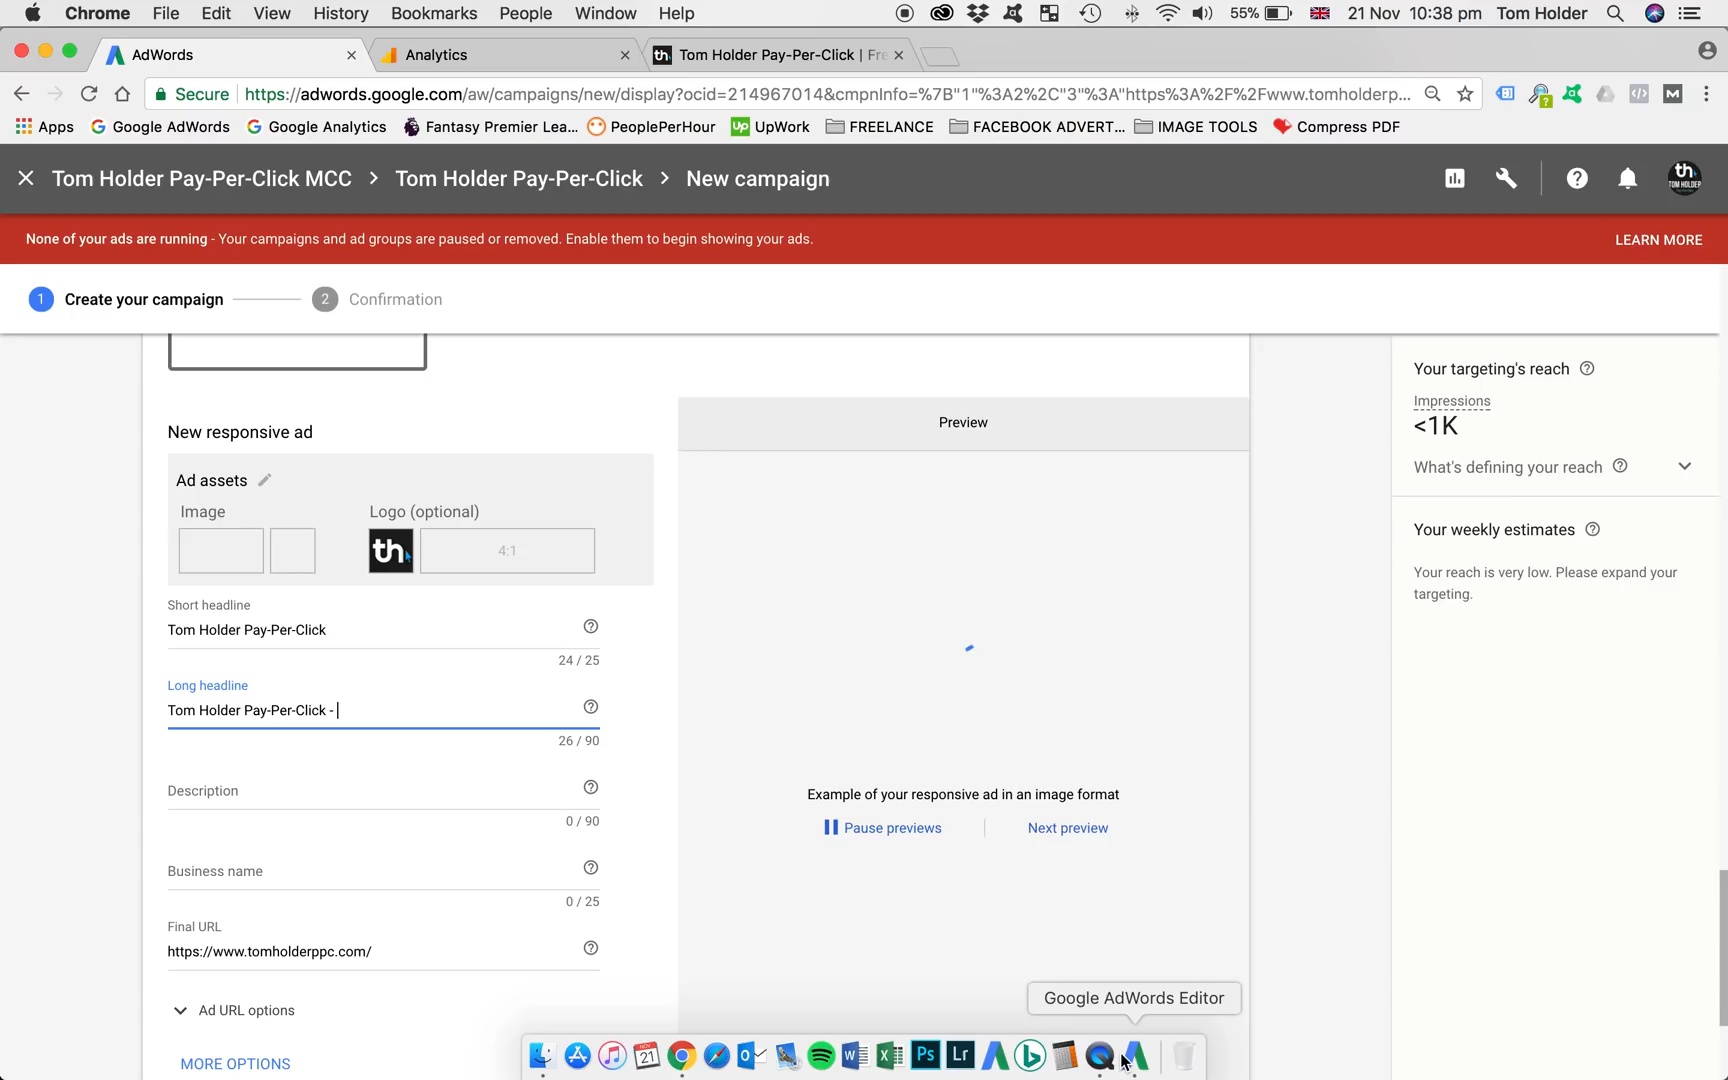 Chrome File Edit View History Bookmarks People Window Help 55% 21 Nov 10:38 pm Tom Holder
AdWords Analytics th. Tom Holder Pay-Per-Click | Fre
Secure https://adwords.google.com/aw/campaigns/new/display?ocid=214967014&cmpnInfo=%7B"1"%3A2%2C"3"%3A"https%3A%2F%2Fwww.tomholderp...
Apps Google AdWords Google Analytics Fantasy Premier Lea... PeoplePerHour Up UpWork FREELANCE FACEBOOK ADVERT... IMAGE TOOLS Compress PDF
Tom Holder Pay-Per-Click MCC > Tom Holder Pay-Per-Click > New campaign th. TOM HOLDER
None of your ads are running - Your campaigns and ad groups are paused or removed. Enable them to begin showing your ads. LEARN MORE
1 Create your campaign 2 Confirmation
Your targeting's reach
Impressions
<1K
What's defining your reach
Your weekly estimates
Your reach is very low. Please expand your
targeting.
New responsive ad
Ad assets
Image Logo (optional)
th. 4:1
Short headline
Tom Holder Pay-Per-Click
24 / 25
Long headline
Tom Holder Pay-Per-Click -
26 / 90
Description
0 / 90
Business name
0 / 25
Final URL
https://www.tomholderppc.com/
Ad URL options
MORE OPTIONS
Preview
Example of your responsive ad in an image format
Pause previews Next preview
Google AdWords Editor
NOV 21 Ps Lr